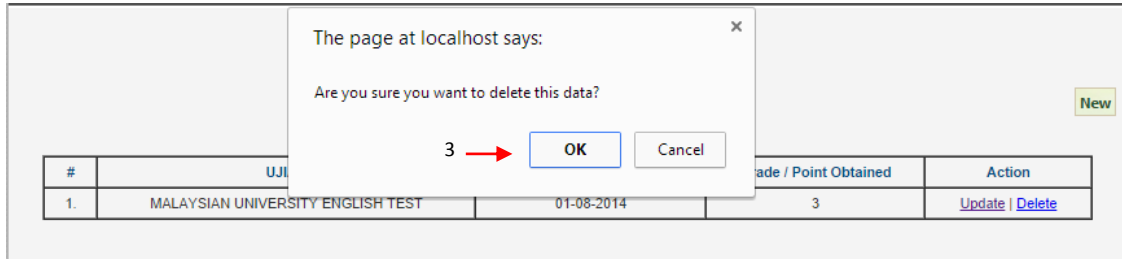 The page at localhost says:
×
Are you sure you want to delete this data?
New
3
OK
Cancel
# UJI ade / Point Obtained Action
1. MALAYSIAN UNIVERSITY ENGLISH TEST 01-08-2014 3 Update | Delete